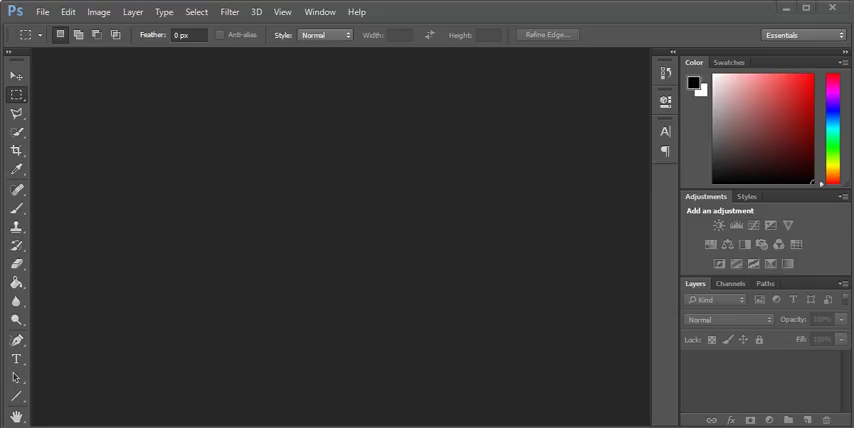 Ps File Edit Image Layer Type Select Filter 3D View Window Help
Feather: 0 px Anti-alias Style: Normal Width: Height: Refine Edge... Essentials
Color Swatches
Adjustments Styles
Add an adjustment
Layers Channels Paths
Kind T
Normal Opacity: 100%
Lock: Fill: 100%
A
¶
T
fx